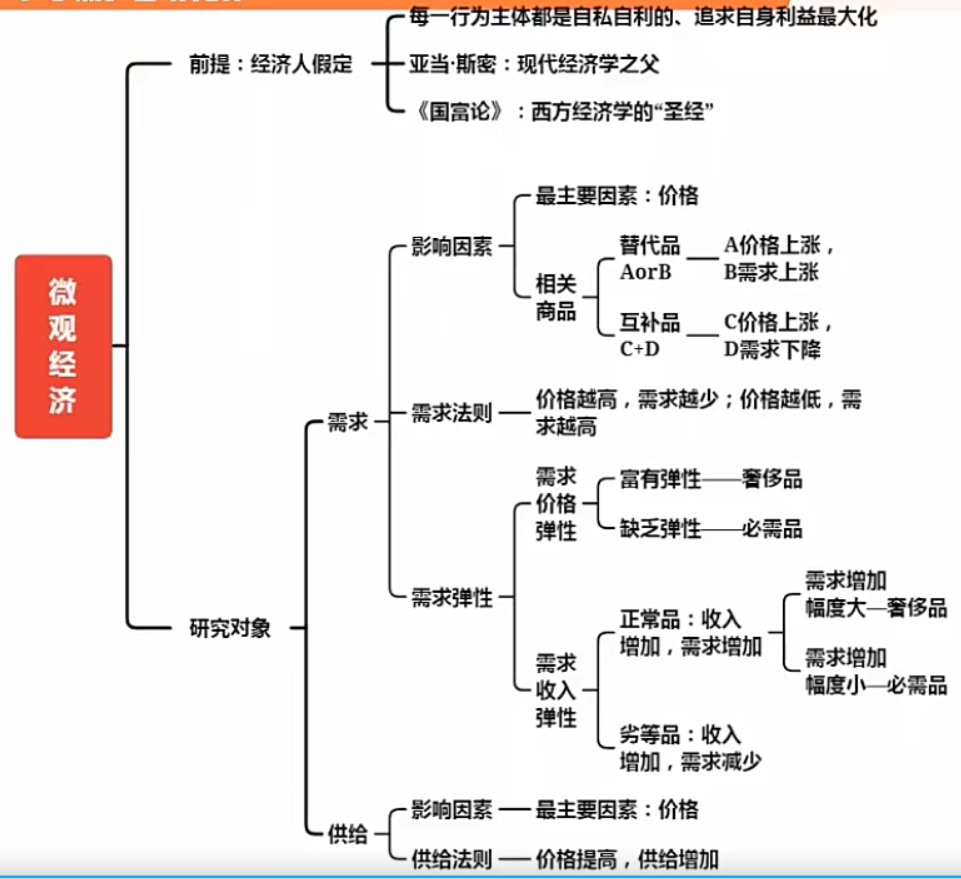 每一行为主体都是自私自利的、追求自身利益最大化
前提：经济人假定
亚当·斯密：现代经济学之父
《国富论》：西方经济学的“圣经”
微
观
经
济
研究对象
需求
影响因素
最主要因素：价格
相关
商品
替代品
AorB
A价格上涨，
B需求上涨
互补品
C+D
C价格上涨，
D需求下降
需求法则
价格越高，需求越少；价格越低，需
求越高
需求弹性
需求
价格
弹性
富有弹性——奢侈品
缺乏弹性——必需品
需求
收入
弹性
正常品：收入
增加，需求增加
需求增加
幅度大—奢侈品
需求增加
幅度小—必需品
劣等品：收入
增加，需求减少
供给
影响因素
最主要因素：价格
供给法则
价格提高，供给增加